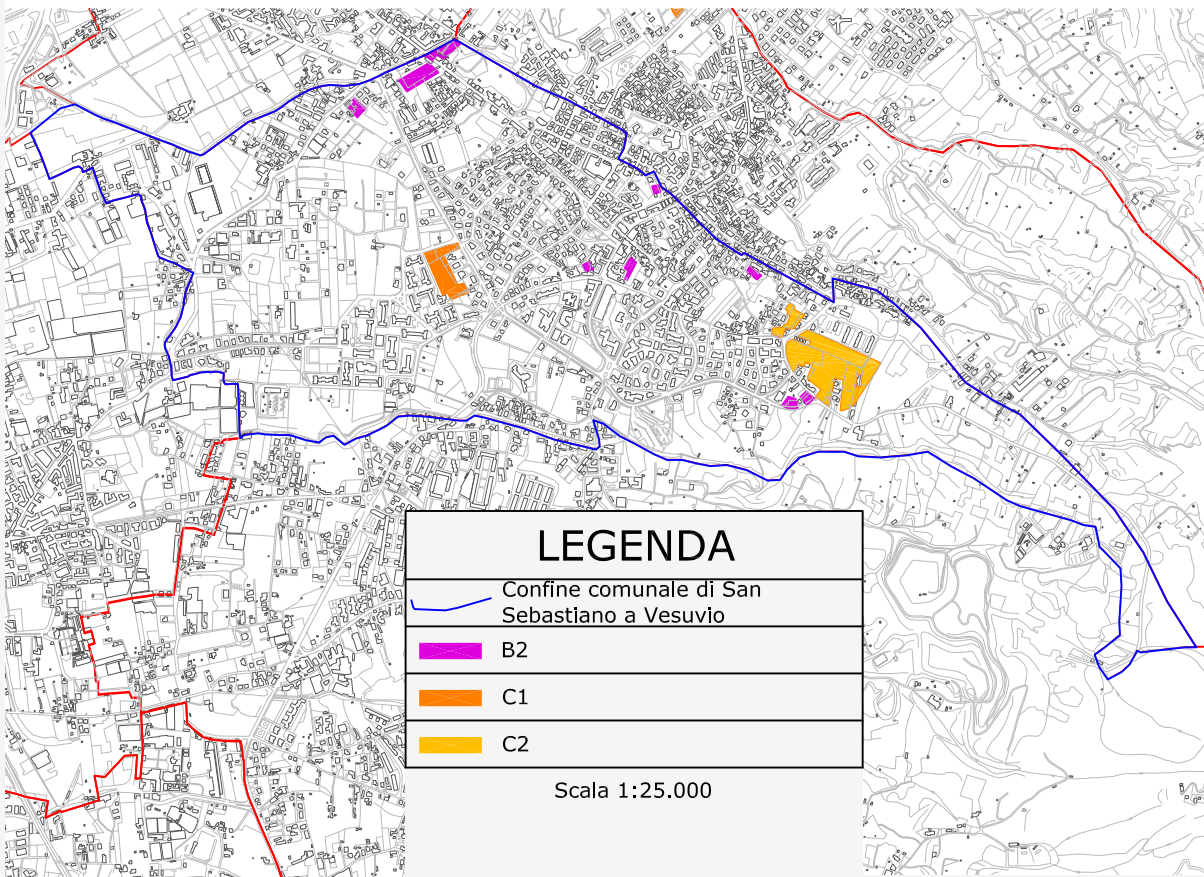 LEGENDA
Confine comunale di San
Sebastiano a Vesuvio
B2
C1
C2
Scala 1:25.000